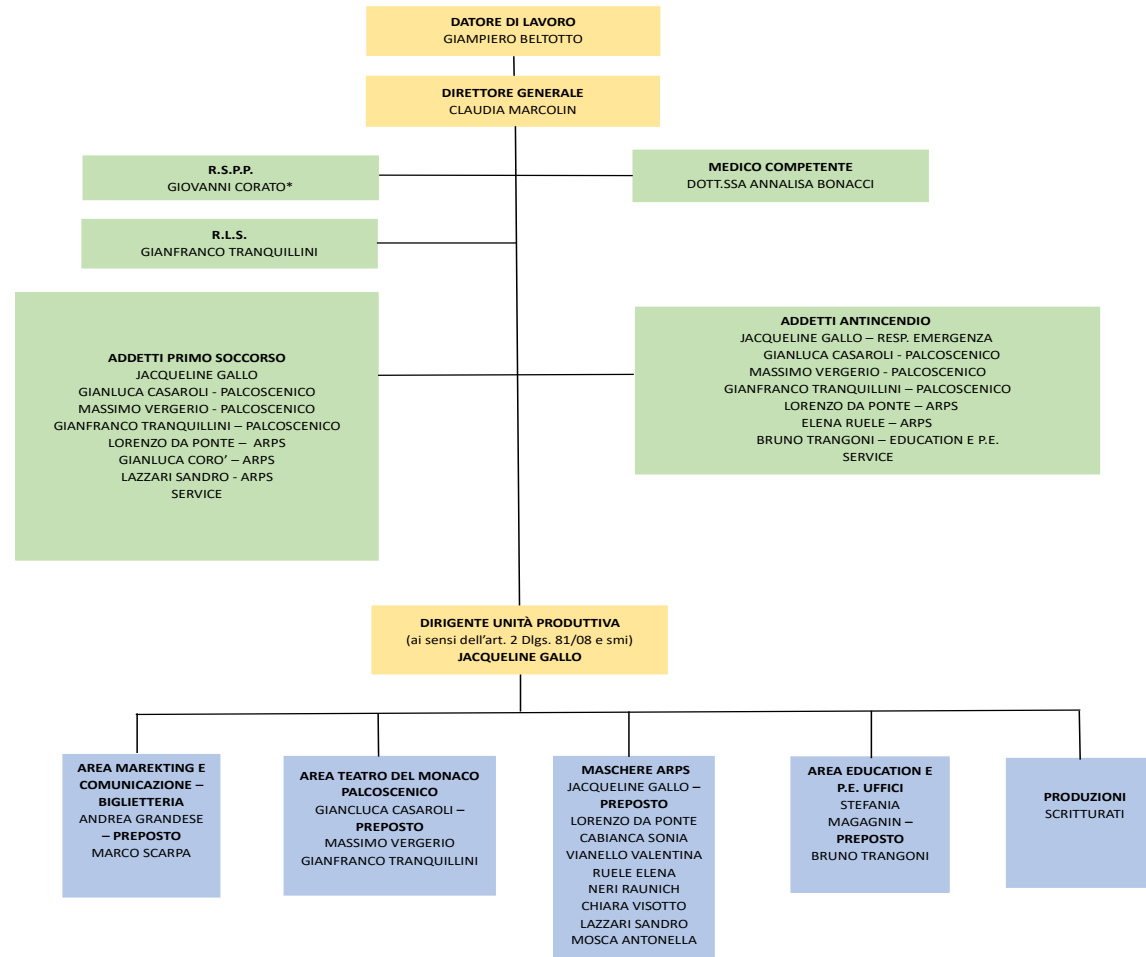 DATORE DI LAVORO
GIAMPIERO BELTOTTO
DIRETTORE GENERALE
CLAUDIA MARCOLIN
R.S.P.P.
GIOVANNI CORATO*
MEDICO COMPETENTE
DOTT.SSA ANNALISA BONACCI
R.L.S.
GIANFRANCO TRANQUILLINI
ADDETTI PRIMO SOCCORSO
JACQUELINE GALLO
GIANLUCA CASAROLI - PALCOSCENICO
MASSIMO VERGERIO - PALCOSCENICO
GIANFRANCO TRANQUILLINI – PALCOSCENICO
LORENZO DA PONTE – ARPS
GIANLUCA CORO’ – ARPS
LAZZARI SANDRO - ARPS
SERVICE
ADDETTI ANTINCENDIO
JACQUELINE GALLO – RESP. EMERGENZA
GIANLUCA CASAROLI - PALCOSCENICO
MASSIMO VERGERIO - PALCOSCENICO
GIANFRANCO TRANQUILLINI – PALCOSCENICO
LORENZO DA PONTE – ARPS
ELENA RUELE – ARPS
BRUNO TRANGONI – EDUCATION E P.E.
SERVICE
DIRIGENTE UNITÀ PRODUTTIVA
(ai sensi dell’art. 2 Dlgs. 81/08 e smi)
JACQUELINE GALLO
AREA MAREKTING E
COMUNICAZIONE –
BIGLIETTERIA
ANDREA GRANDESE
– PREPOSTO
MARCO SCARPA
AREA TEATRO DEL MONACO
PALCOSCENICO
GIANCLUCA CASAROLI –
PREPOSTO
MASSIMO VERGERIO
GIANFRANCO TRANQUILLINI
MASCHERE ARPS
JACQUELINE GALLO –
PREPOSTO
LORENZO DA PONTE
CABIANCA SONIA
VIANELLO VALENTINA
RUELE ELENA
NERI RAUNICH
CHIARA VISOTTO
LAZZARI SANDRO
MOSCA ANTONELLA
AREA EDUCATION E
P.E. UFFICI
STEFANIA
MAGAGNIN –
PREPOSTO
BRUNO TRANGONI
PRODUZIONI
SCRITTURATI